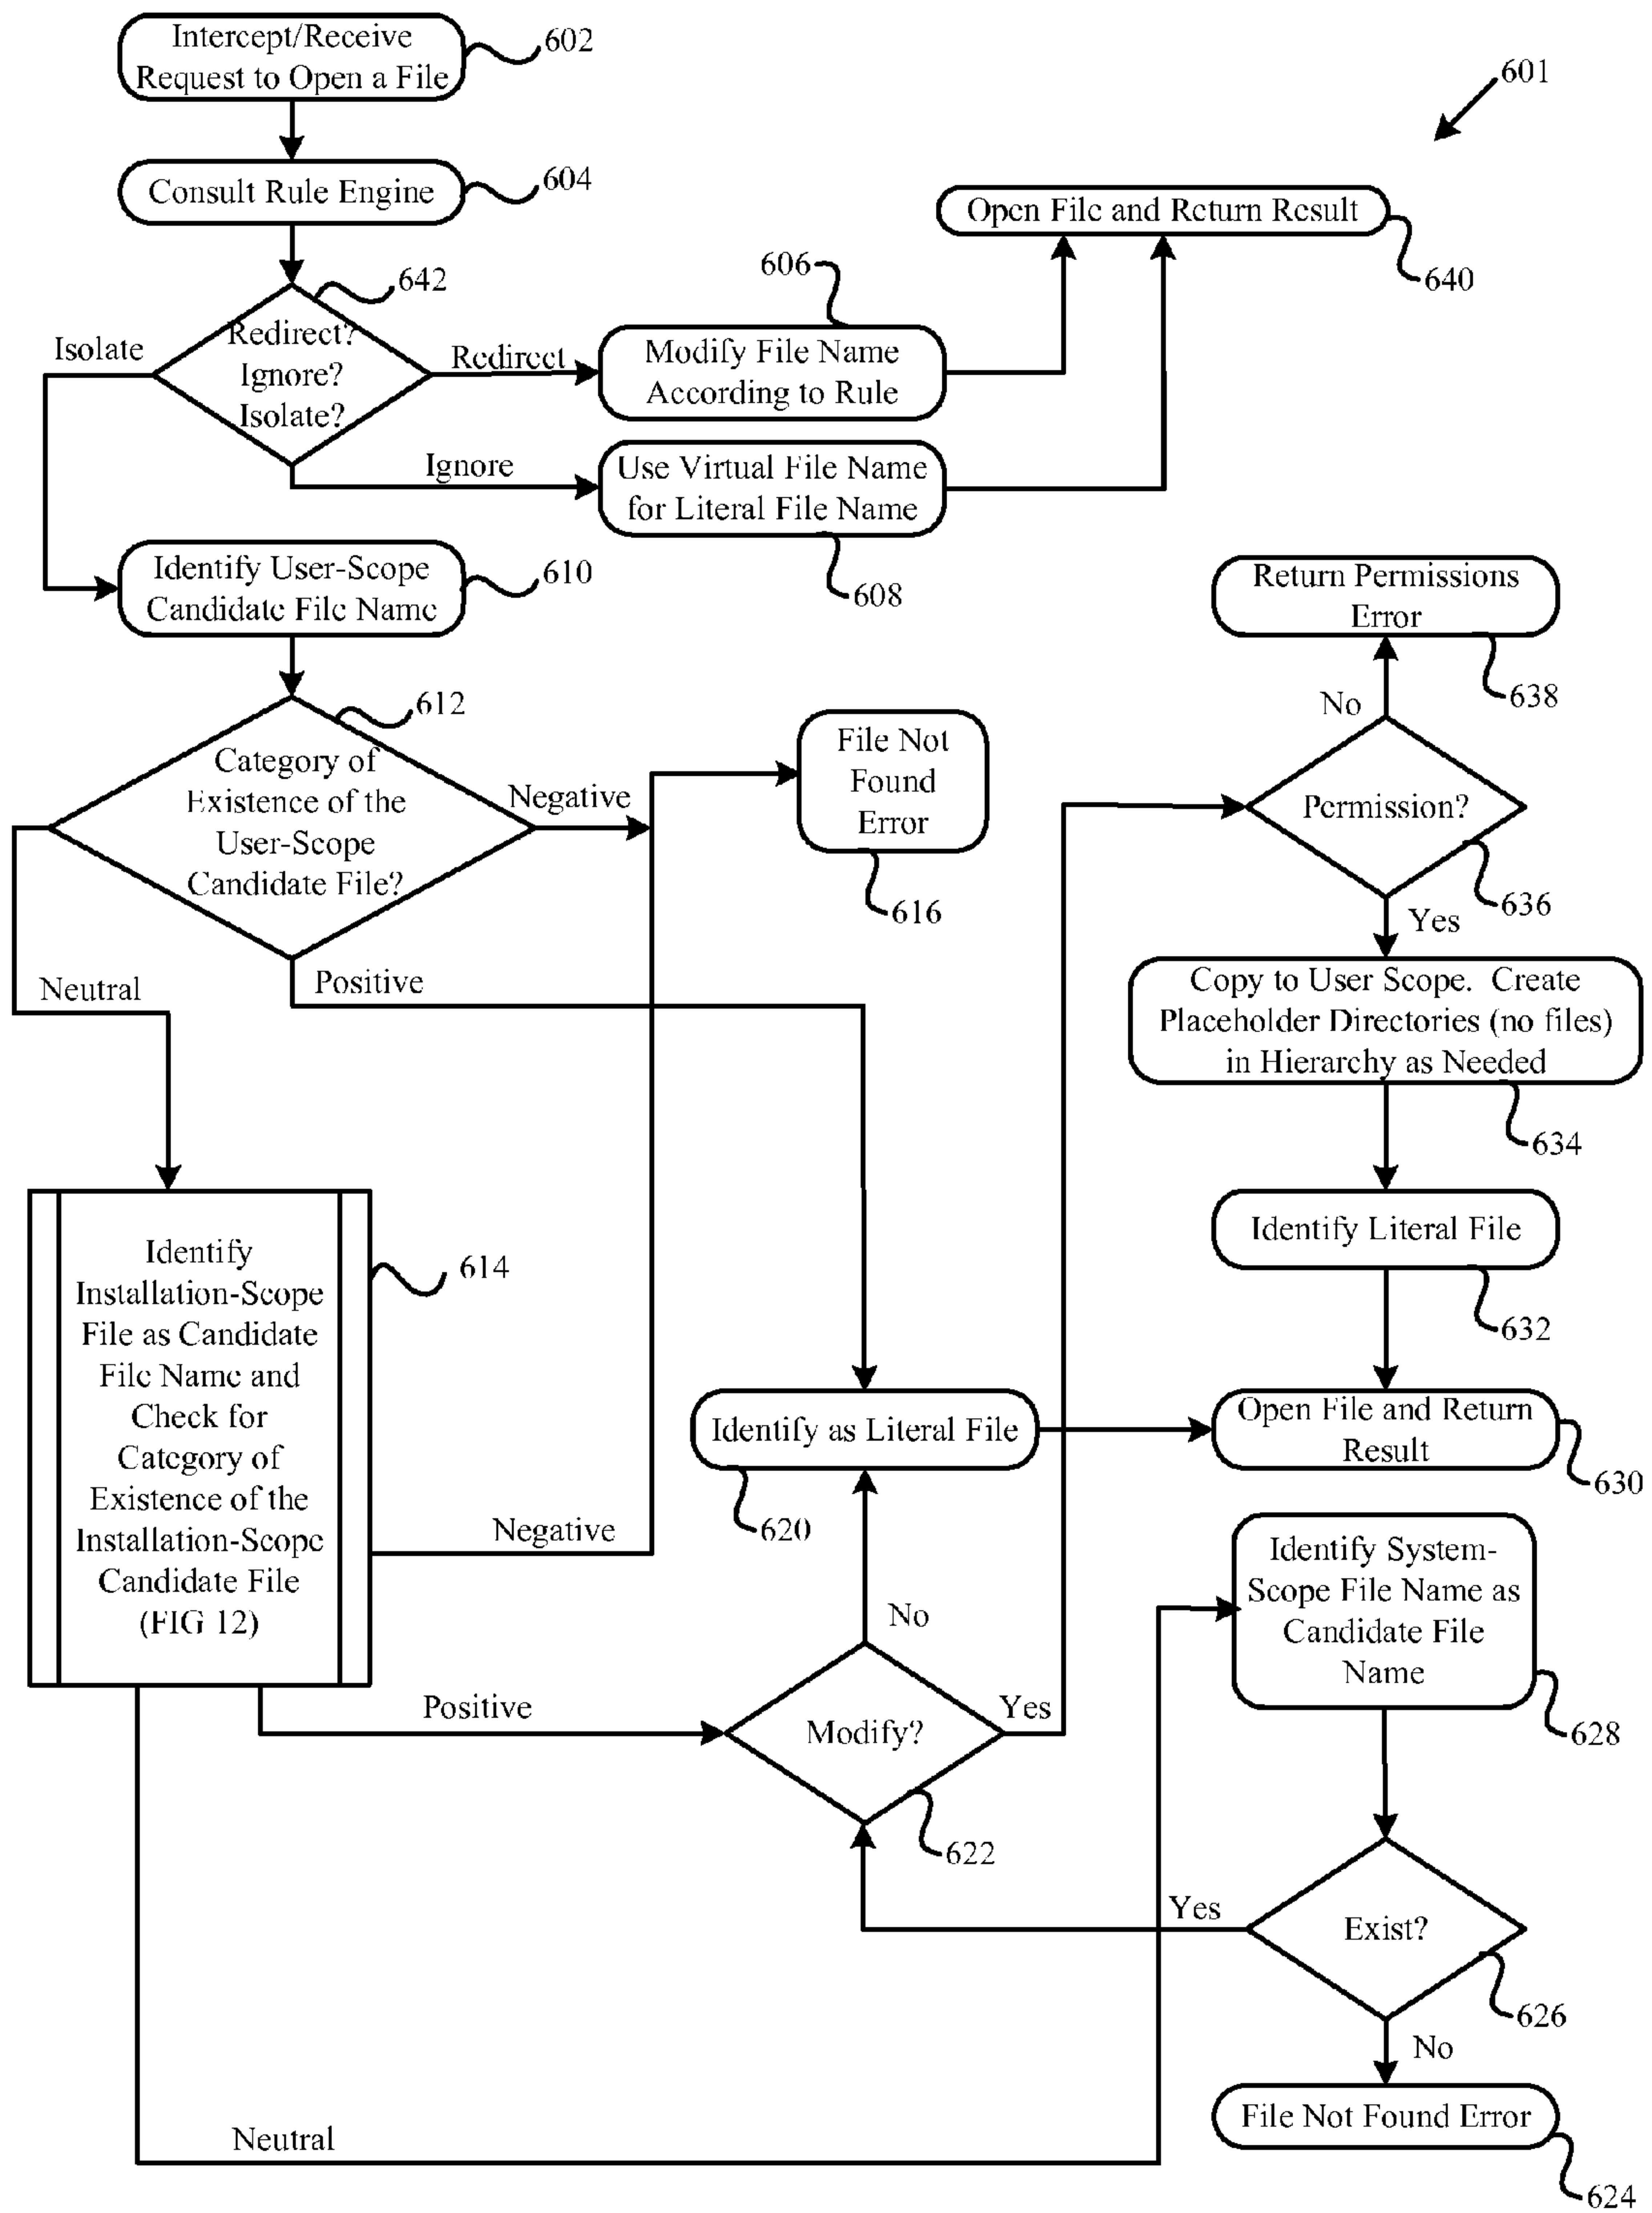 Intercept/Receive
Request to Open a File
602
601
Consult Rule Engine
604
Open File and Return Result
640
642
606
Redirect?
Ignore?
Isolate?
Isolate
Redirect
Modify File Name
According to Rule
Ignore
Use Virtual File Name
for Literal File Name
608
Identify User-Scope
Candidate File Name
610
Return Permissions
Error
638
612
Category of
Existence of the
User-Scope
Candidate File?
Negative
File Not
Found
Error
616
No
Permission?
636
Yes
Neutral
Positive
Copy to User Scope. Create
Placeholder Directories (no files)
in Hierarchy as Needed
634
Identify
Installation-Scope
File as Candidate
File Name and
Check for
Category of
Existence of the
Installation-Scope
Candidate File
(FIG 12)
614
Identify Literal File
632
Identify as Literal File
620
Open File and Return
Result
630
Negative
No
Identify System-
Scope File Name as
Candidate File
Name
628
Positive
Modify?
Yes
622
Yes
Exist?
626
No
File Not Found Error
624
Neutral